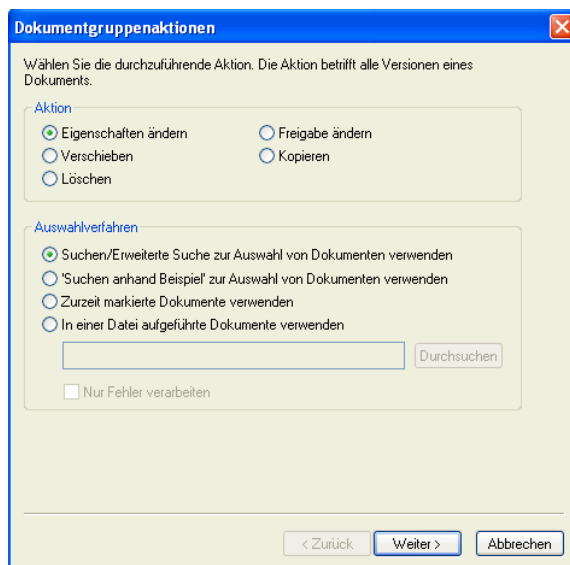 Dokumentgruppenaktionen
Wählen Sie die durchzuführende Aktion. Die Aktion betrifft alle Versionen eines
Dokuments.
Aktion
Eigenschaften ändern Freigabe ändern
Verschieben Kopieren
Löschen
Auswahlverfahren
Suchen/Erweiterte Suche zur Auswahl von Dokumenten verwenden
'Suchen anhand Beispiel' zur Auswahl von Dokumenten verwenden
Zurzeit markierte Dokumente verwenden
In einer Datei aufgeführte Dokumente verwenden
Durchsuchen
Nur Fehler verarbeiten
< Zurück Weiter > Abbrechen